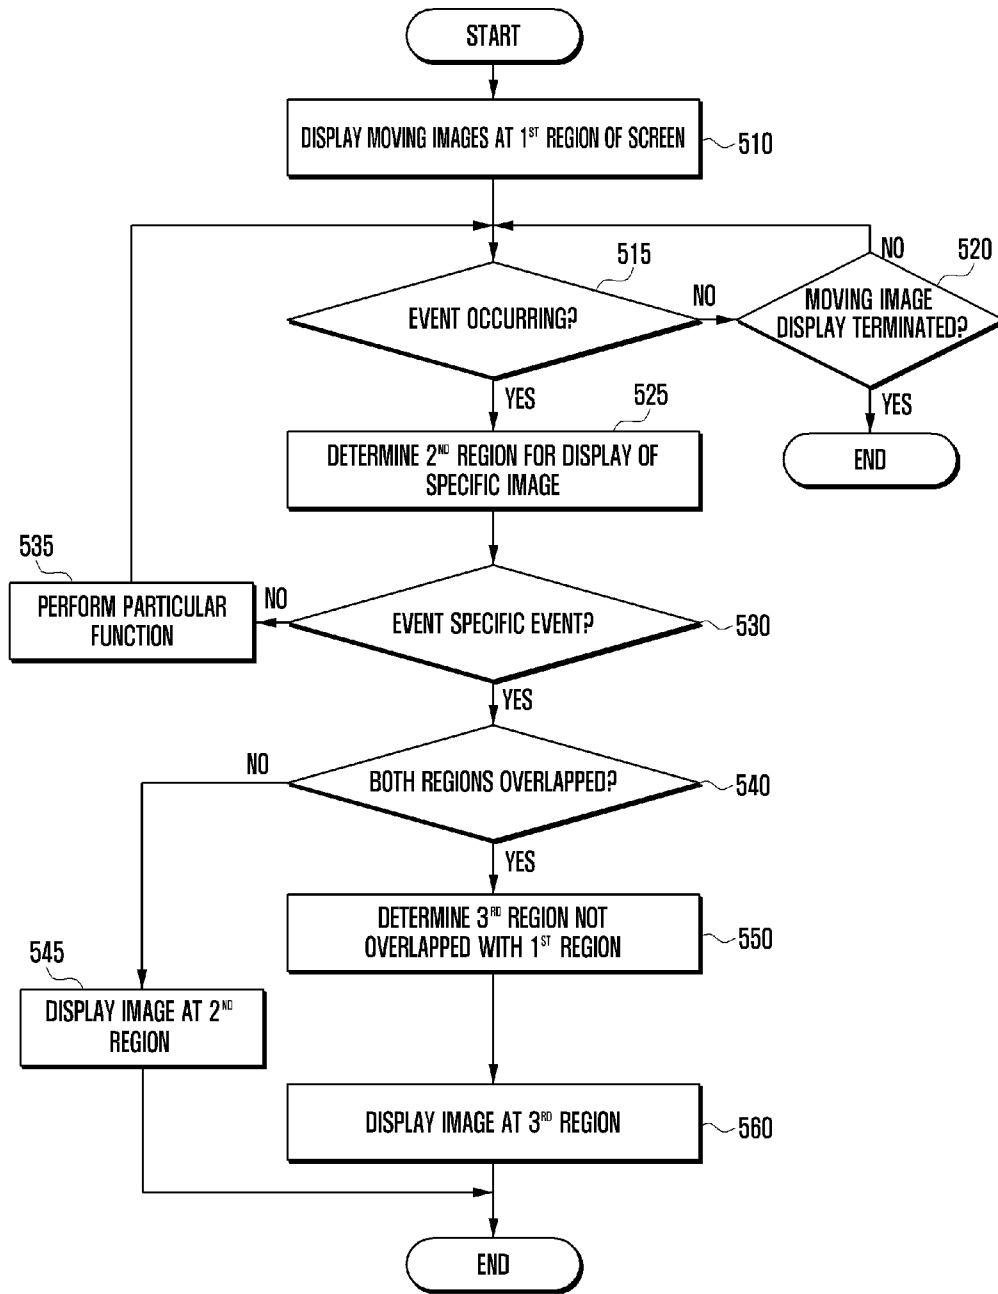 START
DISPLAY MOVING IMAGES AT 1ST REGION OF SCREEN
510
515
NO
520
EVENT OCCURRING?
NO
MOVING IMAGE
DISPLAY TERMINATED?
YES
525
YES
DETERMINE 2ND REGION FOR DISPLAY OF
SPECIFIC IMAGE
END
535
PERFORM PARTICULAR
FUNCTION
NO
EVENT SPECIFIC EVENT?
530
YES
NO
BOTH REGIONS OVERLAPPED?
540
YES
DETERMINE 3RD REGION NOT
OVERLAPPED WITH 1ST REGION
550
545
DISPLAY IMAGE AT 2ND
REGION
DISPLAY IMAGE AT 3RD REGION
560
END